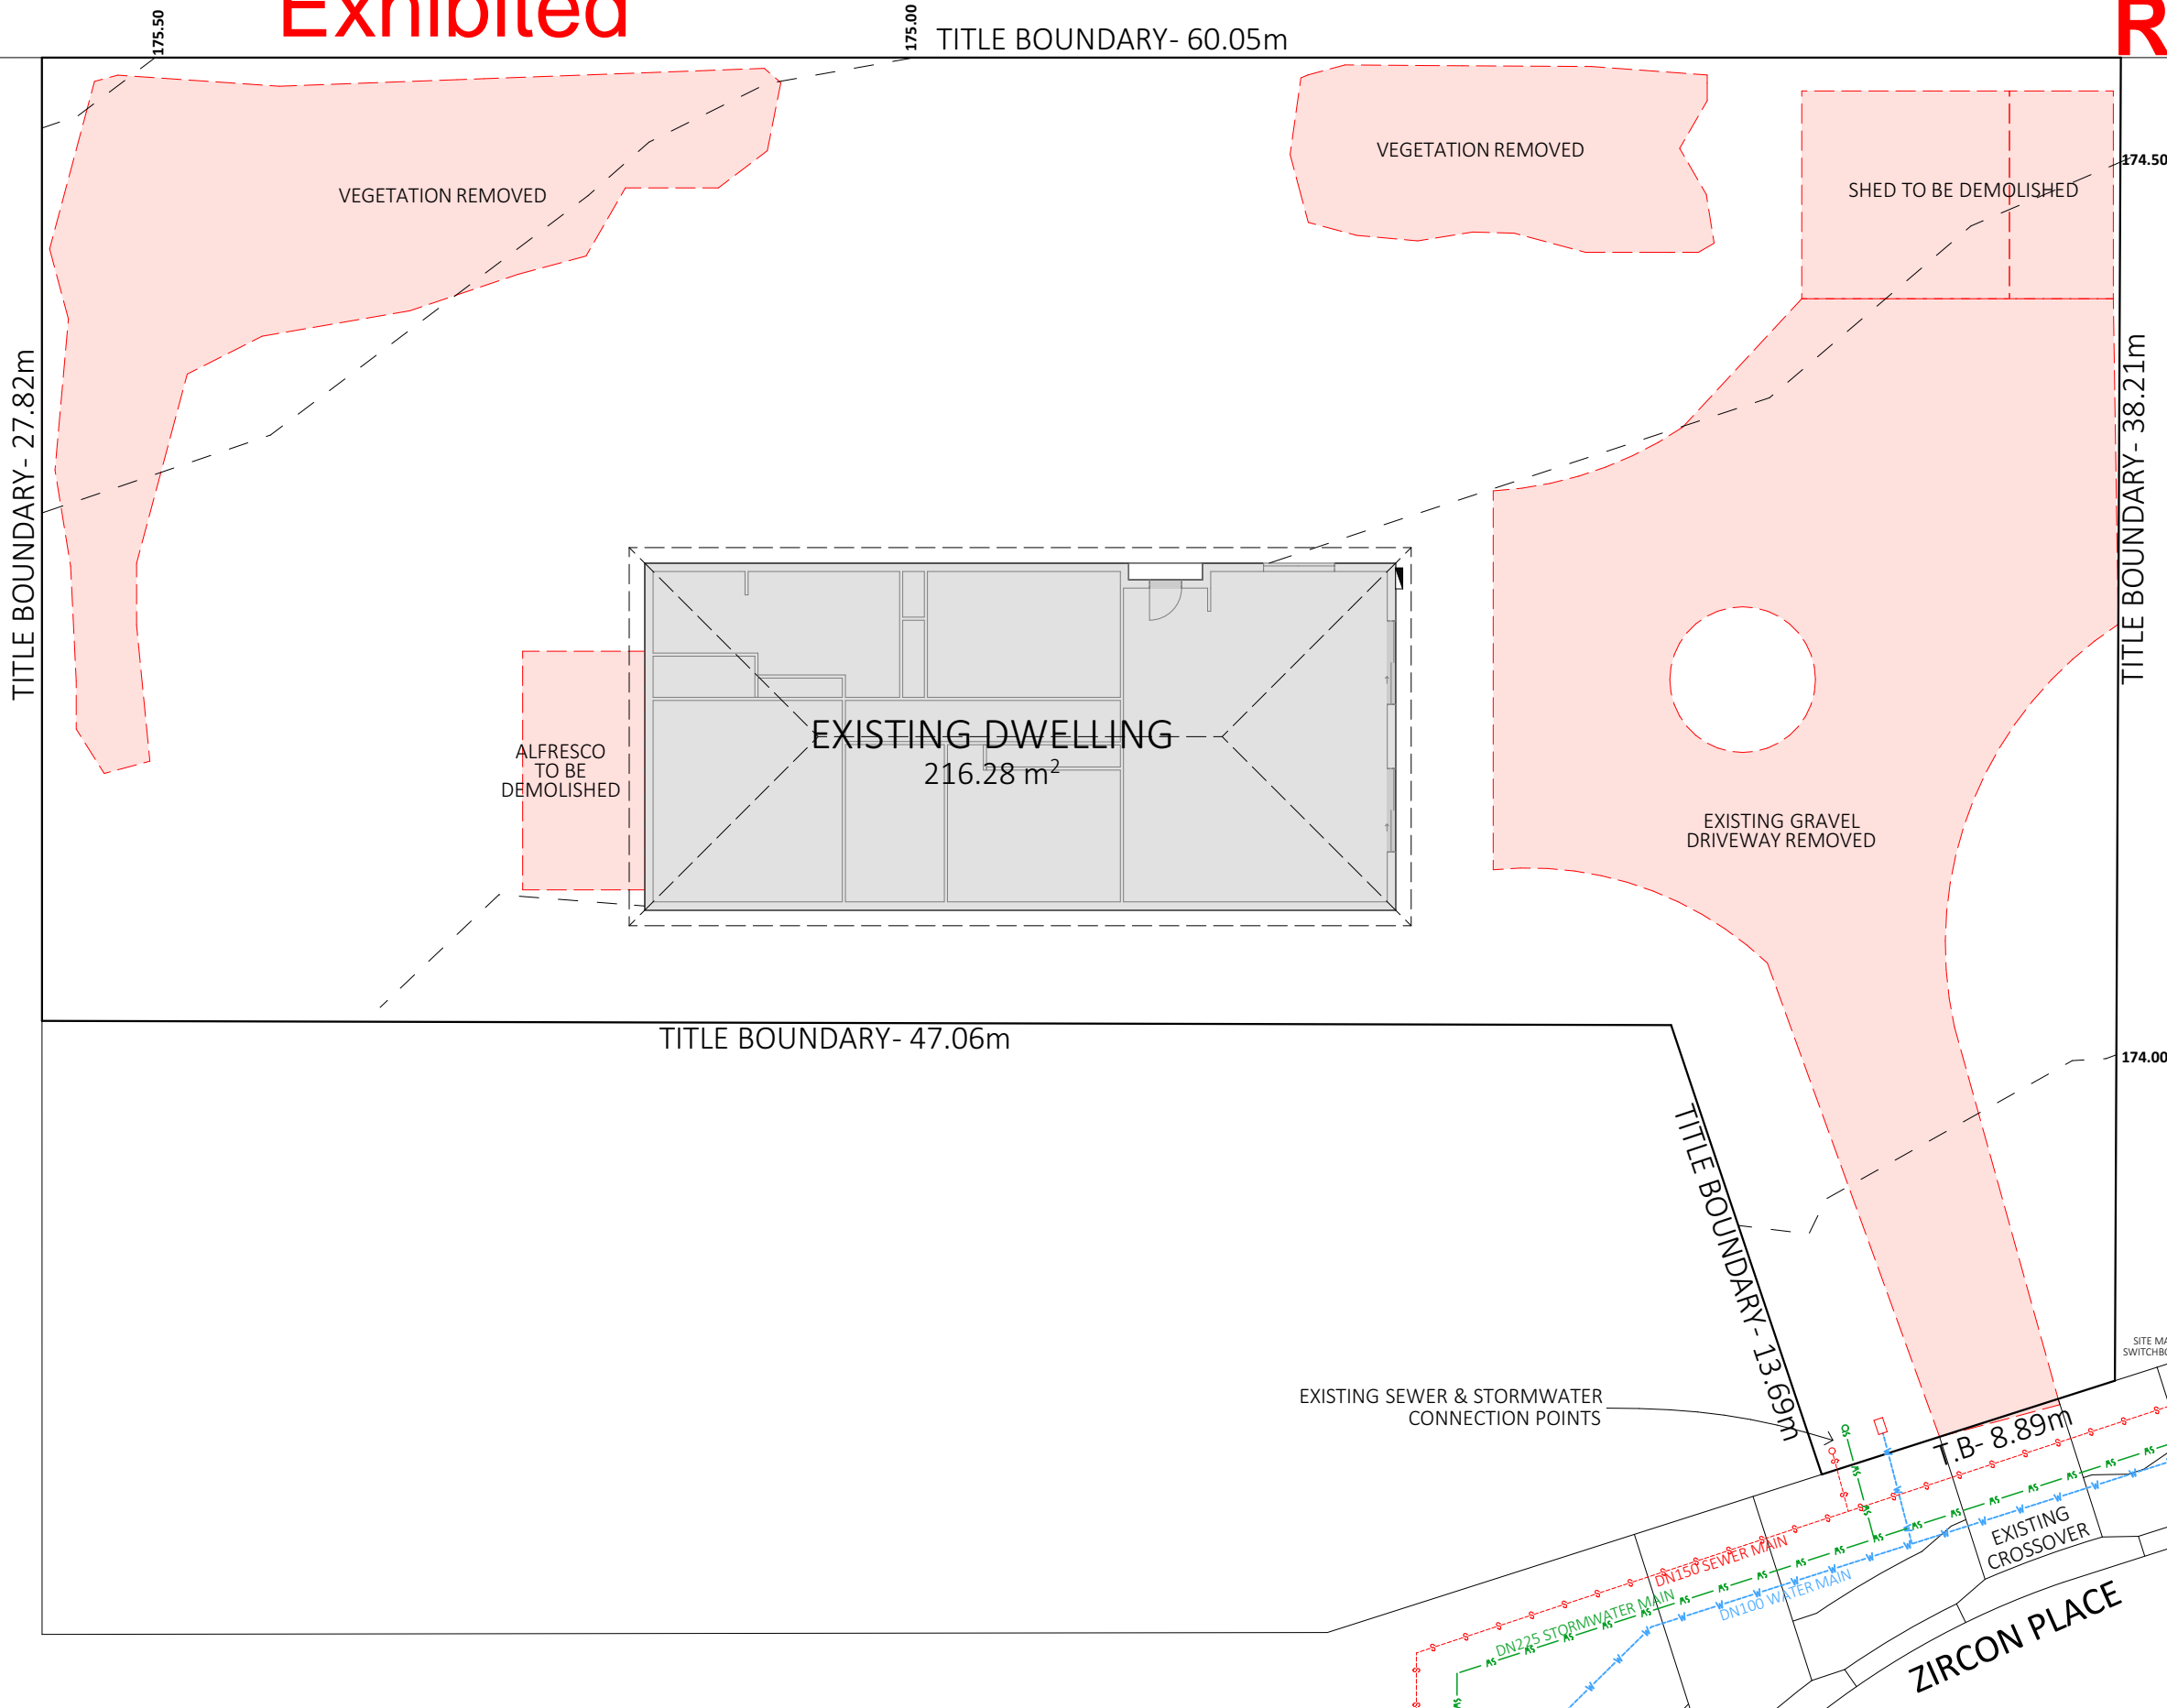 Exhibited
R
175.50
175.00
TITLE BOUNDARY- 60.05m
VEGETATION REMOVED
VEGETATION REMOVED
SHED TO BE DEMOLISHED
174.50
TITLE BOUNDARY- 27.82m
TITLE BOUNDARY- 38.21m
EXISTING DWELLING
216.28 m²
ALFRESCO
TO BE
DEMOLISHED
EXISTING GRAVEL
DRIVEWAY REMOVED
TITLE BOUNDARY- 47.06m
174.00
TITLE BOUNDARY- 13.69m
SITE MA
SWITCHBO
EXISTING SEWER & STORMWATER
CONNECTION POINTS
T.B- 8.89m
EXISTING
CROSSOVER
DN150 SEWER MAIN
DN225 STORMWATER MAIN
DN100 WATER MAIN
ZIRCON PLACE